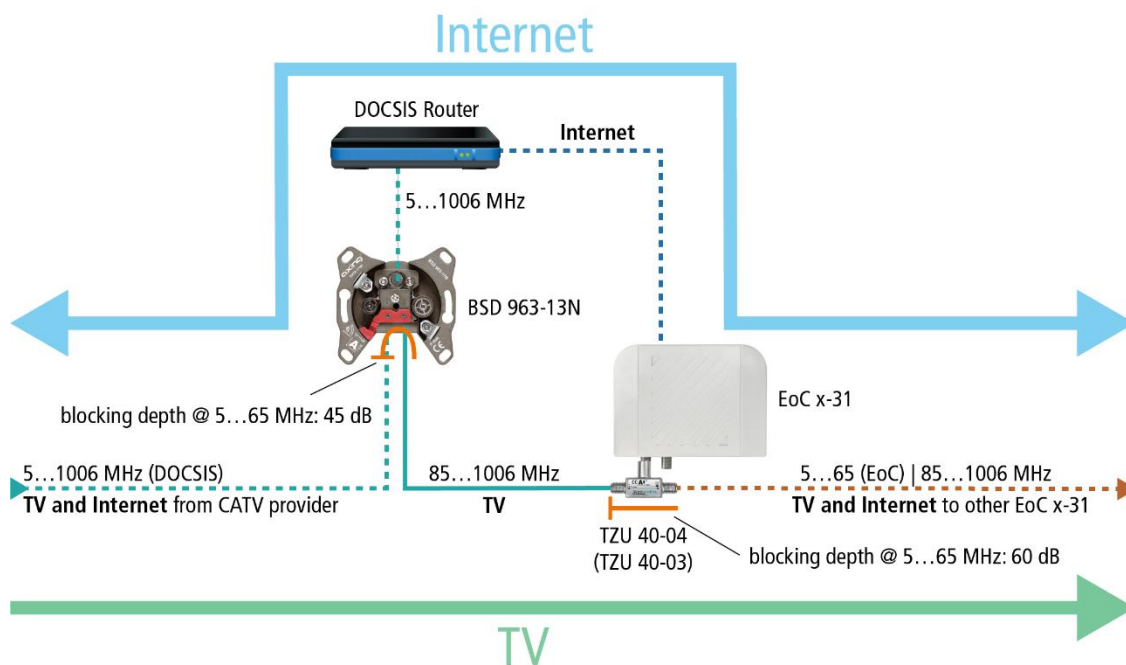 Internet
DOCSIS Router
Internet
5…1006 MHz
BSD 963-13N
blocking depth @ 5…65 MHz: 45 dB
EoC x-31
5…1006 MHz (DOCSIS)
TV and Internet from CATV provider
85…1006 MHz
TV
5…65 (EoC) | 85…1006 MHz
TV and Internet to other EoC x-31
TZU 40-04
(TZU 40-03)
blocking depth @ 5…65 MHz: 60 dB
TV